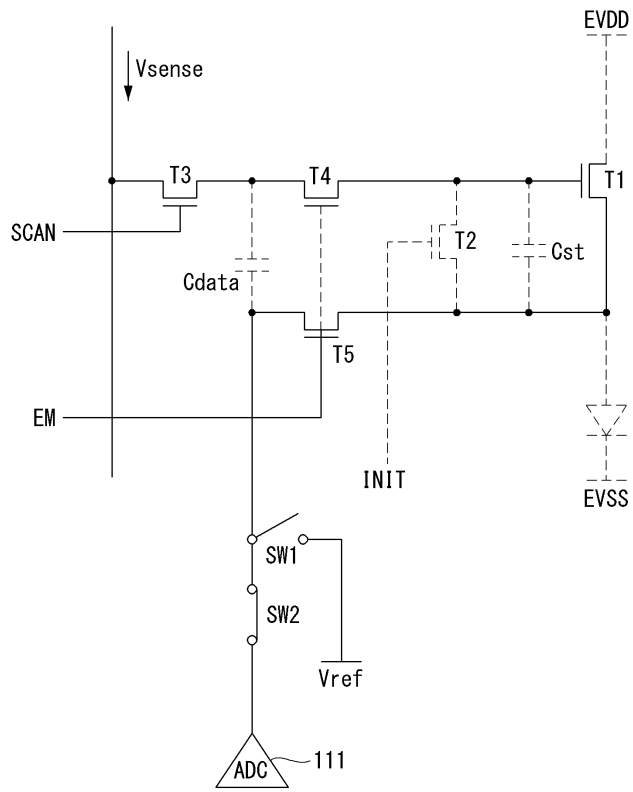 EVDD
Vsense
T3
T4
T1
SCAN
T2
Cst
Cdata
T5
EM
INIT
EVSS
SW1
SW2
Vref
ADC
111